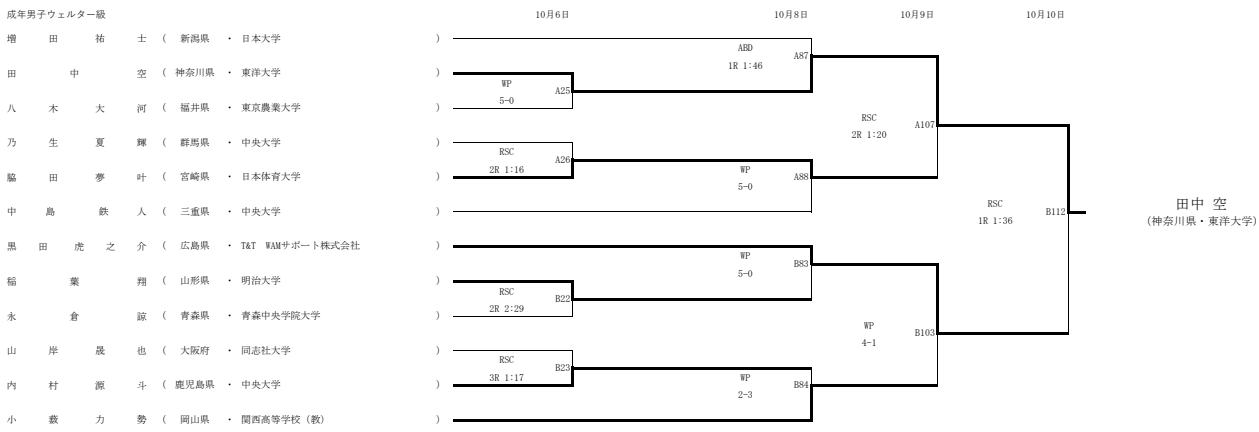 成年男子ウェルター級 10月6日 10月8日 10月9日 10月10日
増田祐士 ( 新潟県 ・ 日本大学 )
ABD
1R 1:46
A87
田中空 ( 神奈川県 ・ 東洋大学 )
WP
5-0
A25
八木大河 ( 福井県 ・ 東京農業大学 )
RSC
2R 1:20
A107
乃生夏輝 ( 群馬県 ・ 中央大学 )
RSC
2R 1:16
A26
脇田夢叶 ( 宮崎県 ・ 日本体育大学 )
WP
5-0
A88
中島鉄人 ( 三重県 ・ 中央大学 )
RSC
1R 1:36
B112
田中 空
(神奈川県・東洋大学)
黒田虎之介 ( 広島県 ・ T&T WAMサポート株式会社 )
WP
5-0
B83
稲葉翔 ( 山形県 ・ 明治大学 )
RSC
2R 2:29
B22
永倉諒 ( 青森県 ・ 青森中央学院大学 )
WP
4-1
B103
山岸晟也 ( 大阪府 ・ 同志社大学 )
RSC
3R 1:17
B23
内村源斗 ( 鹿児島県 ・ 中央大学 )
WP
2-3
B84
小薮力勢 ( 岡山県 ・ 関西高等学校（教） )